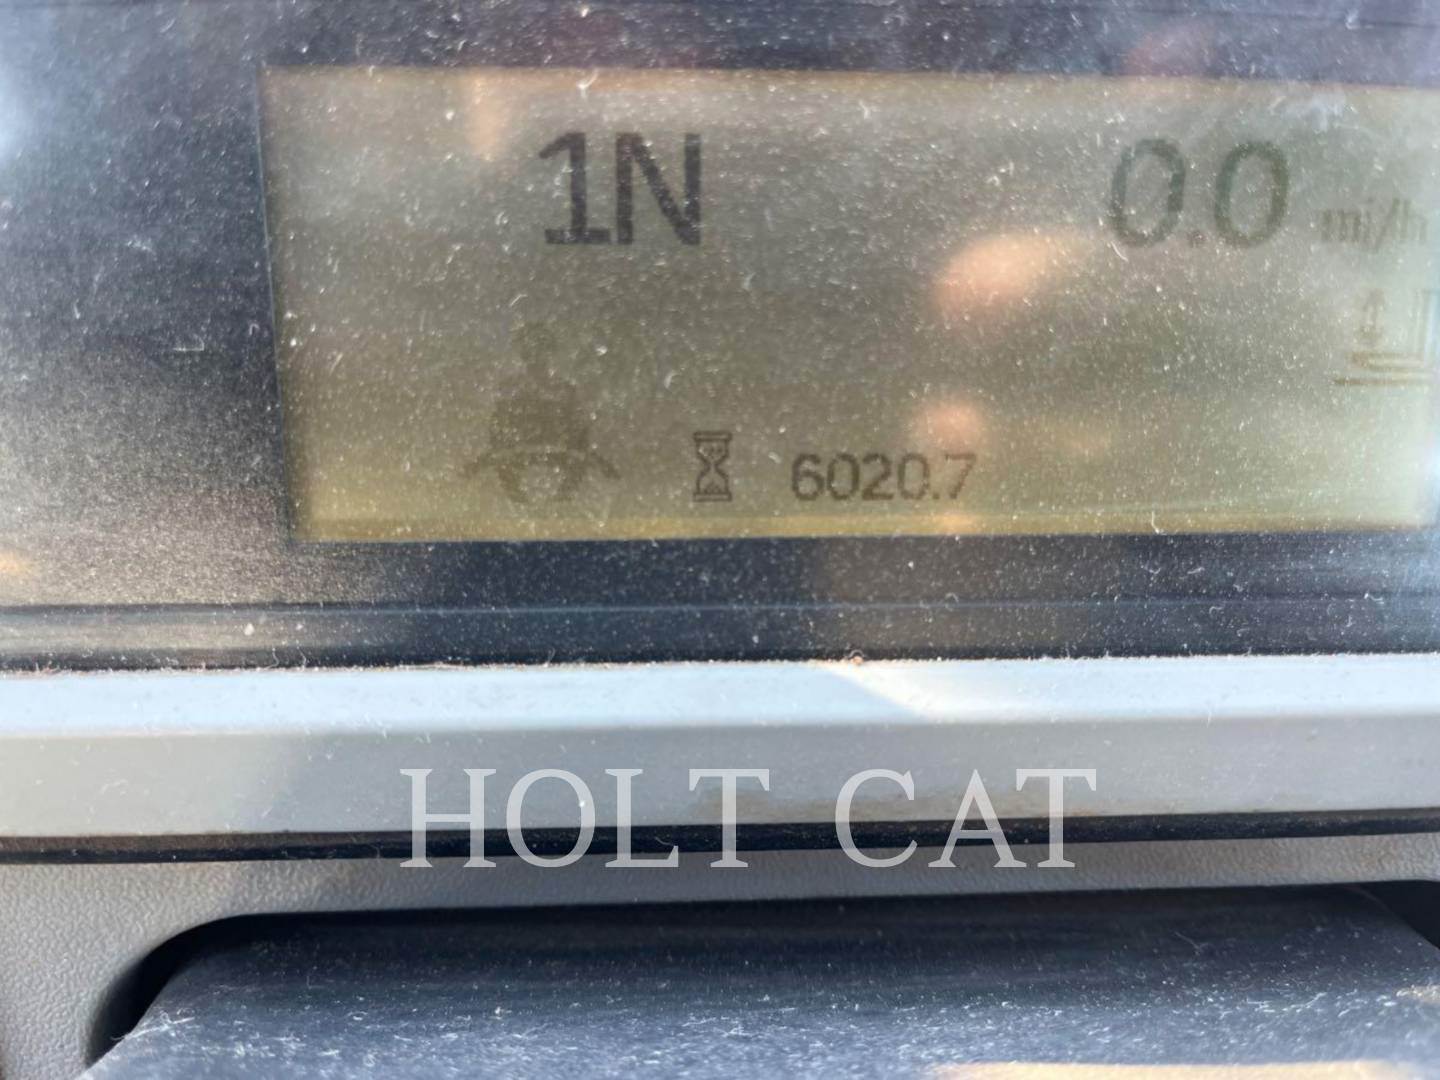 1N 0.0 mi/h
6020.7
HOLT CAT